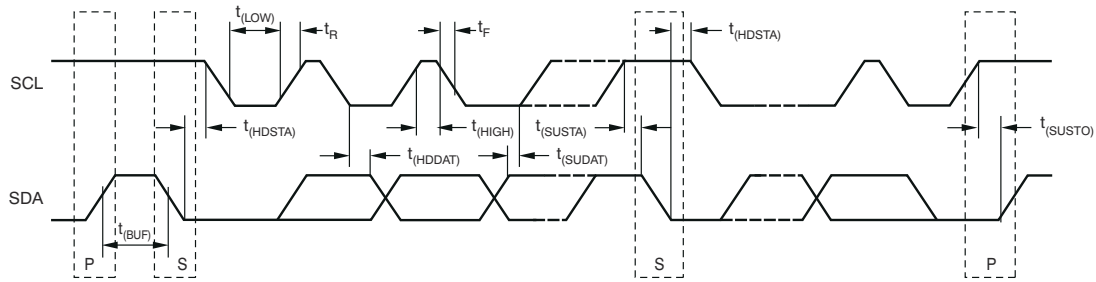 t(LOW)
tR
tF
t(HDSTA)
SCL
t(HDSTA)
t(HIGH)
t(SUSTA)
t(SUSTO)
t(HDDAT)
t(SUDAT)
SDA
t(BUF)
P
S
S
P